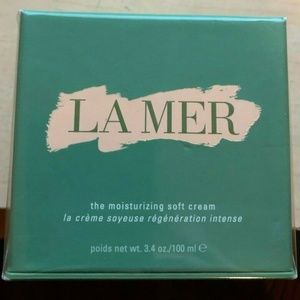 LA MER
the moisturizing soft cream
la crème soyeuse régénération intense
poids net wt. 3.4 oz./100 ml ℮